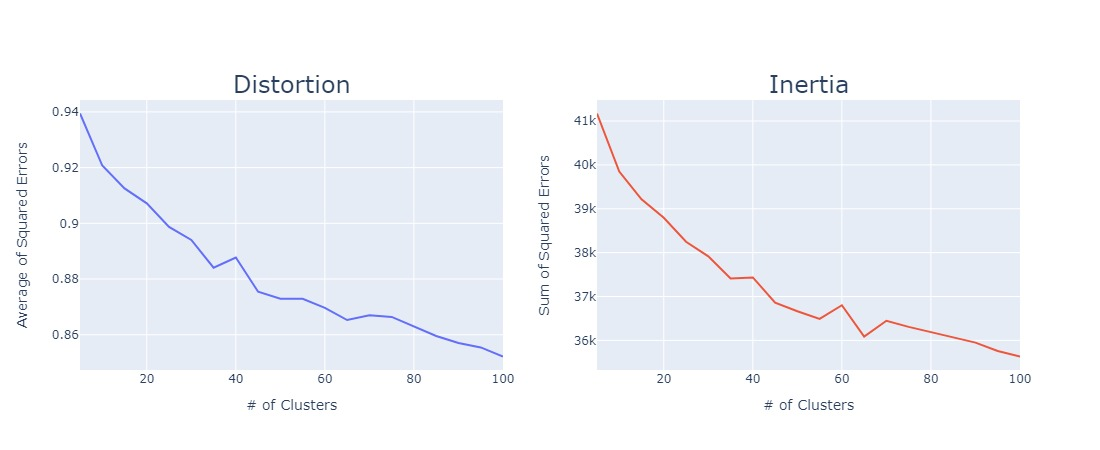 Distortion
Average of Squared Errors
0.94
0.92
0.9
0.88
0.86
20
40
60
80
100
# of Clusters
Inertia
Sum of Squared Errors
41k
40k
39k
38k
37k
36k
20
40
60
80
100
# of Clusters